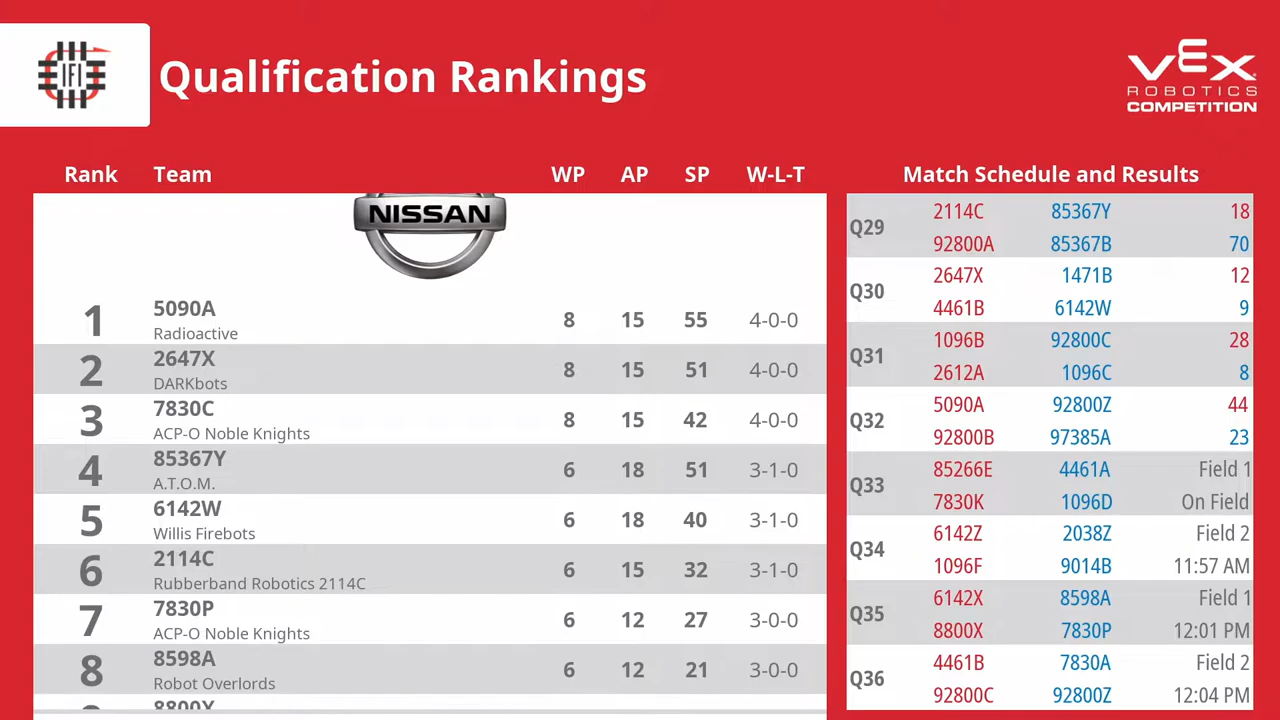 IFI
Qualification Rankings
VEX
ROBOTICS
COMPETITION
Rank Team WP AP SP W-L-T
NISSAN
1 5090A 8 15 55 4-0-0
Radioactive
2 2647X 8 15 51 4-0-0
DARKbots
3 7830C 8 15 42 4-0-0
ACP-O Noble Knights
4 85367Y 6 18 51 3-1-0
A.T.O.M.
5 6142W 6 18 40 3-1-0
Willis Firebots
6 2114C 6 15 32 3-1-0
Rubberband Robotics 2114C
7 7830P 6 12 27 3-0-0
ACP-O Noble Knights
8 8598A 6 12 21 3-0-0
Robot Overlords
8800X
Match Schedule and Results
Q29 2114C 85367Y 18
92800A 85367B 70
Q30 2647X 1471B 12
4461B 6142W 9
Q31 1096B 92800C 28
2612A 1096C 8
Q32 5090A 92800Z 44
92800B 97385A 23
Q33 85266E 4461A Field 1
7830K 1096D On Field
Q34 6142Z 2038Z Field 2
1096F 9014B 11:57 AM
Q35 6142X 8598A Field 1
8800X 7830P 12:01 PM
Q36 4461B 7830A Field 2
92800C 92800Z 12:04 PM